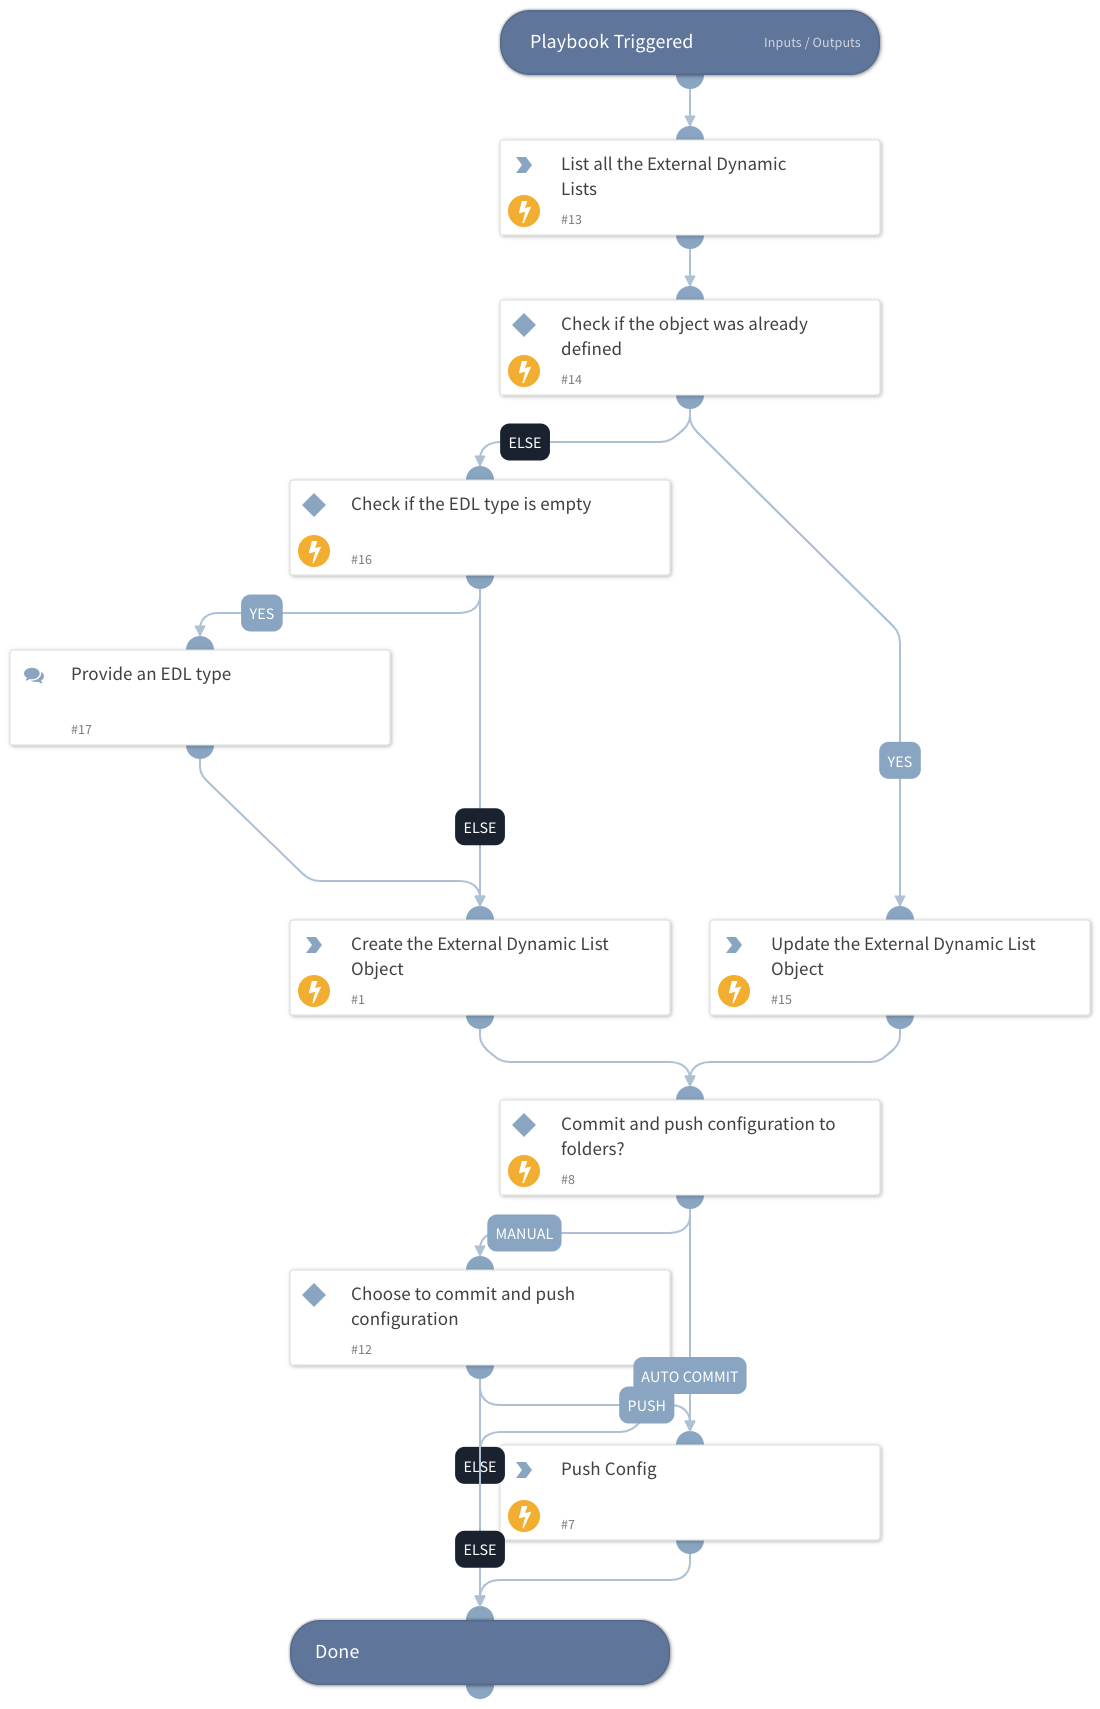 Playbook Triggered
Inputs / Outputs
List all the External Dynamic
Lists
#13
Check if the object was already
defined
#14
ELSE
Check if the EDL type is empty
#16
YES
Provide an EDL type
#17
YES
ELSE
Create the External Dynamic List
Object
#1
Update the External Dynamic List
Object
#15
Commit and push configuration to
folders?
#8
MANUAL
Choose to commit and push
configuration
#12
AUTO COMMIT
PUSH
ELSE
Push Config
#7
ELSE
Done